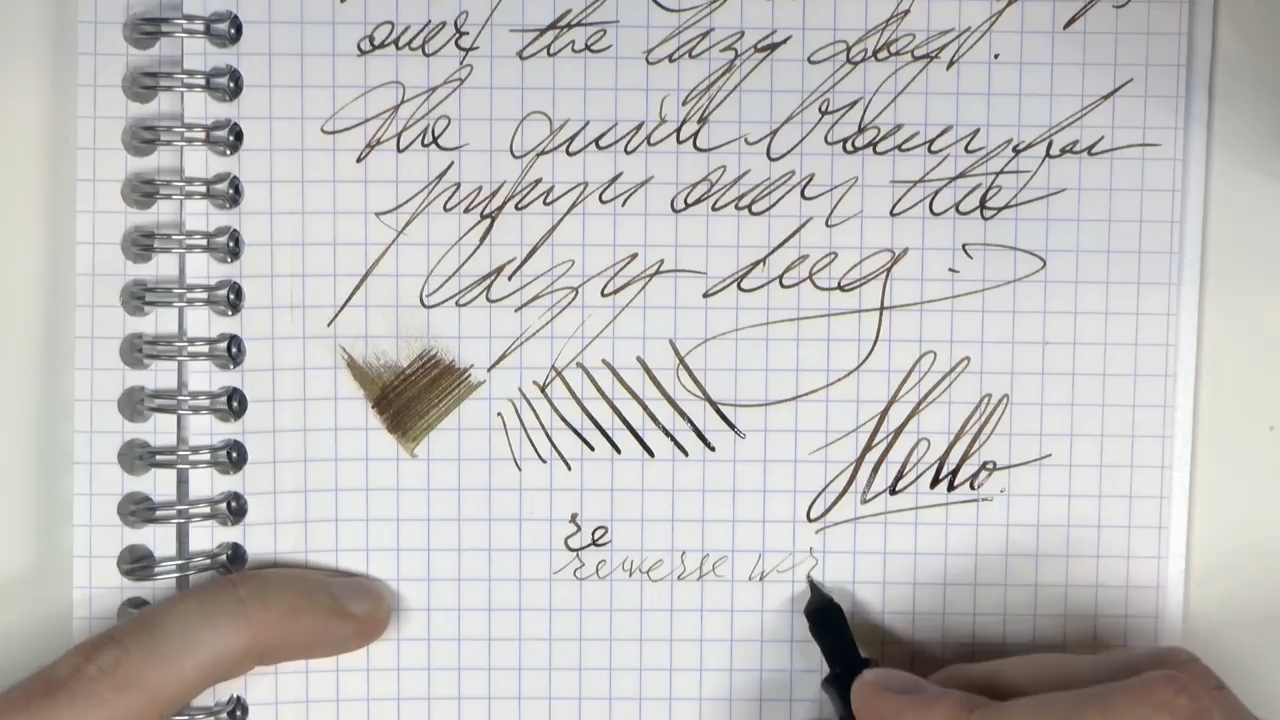 over the lazy dog.
The quick brown fox
jumps over the
lazy dog :-)
Hello
re
reverse wr